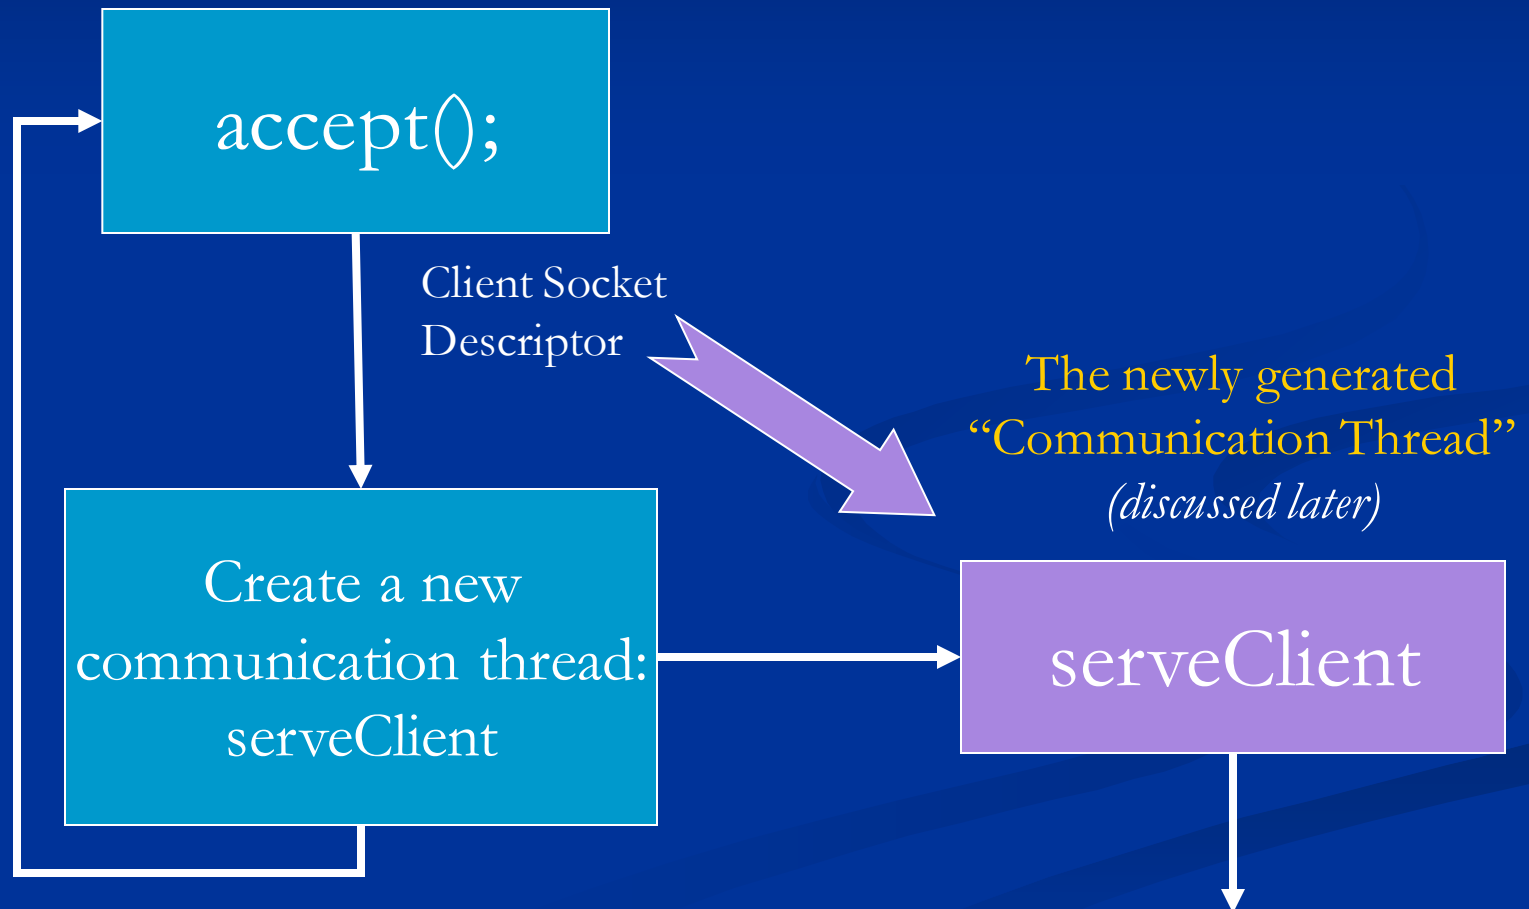 accept();
Client Socket
Descriptor
The newly generated
“Communication Thread”
(discussed later)
Create a new
communication thread:
serveClient
serveClient